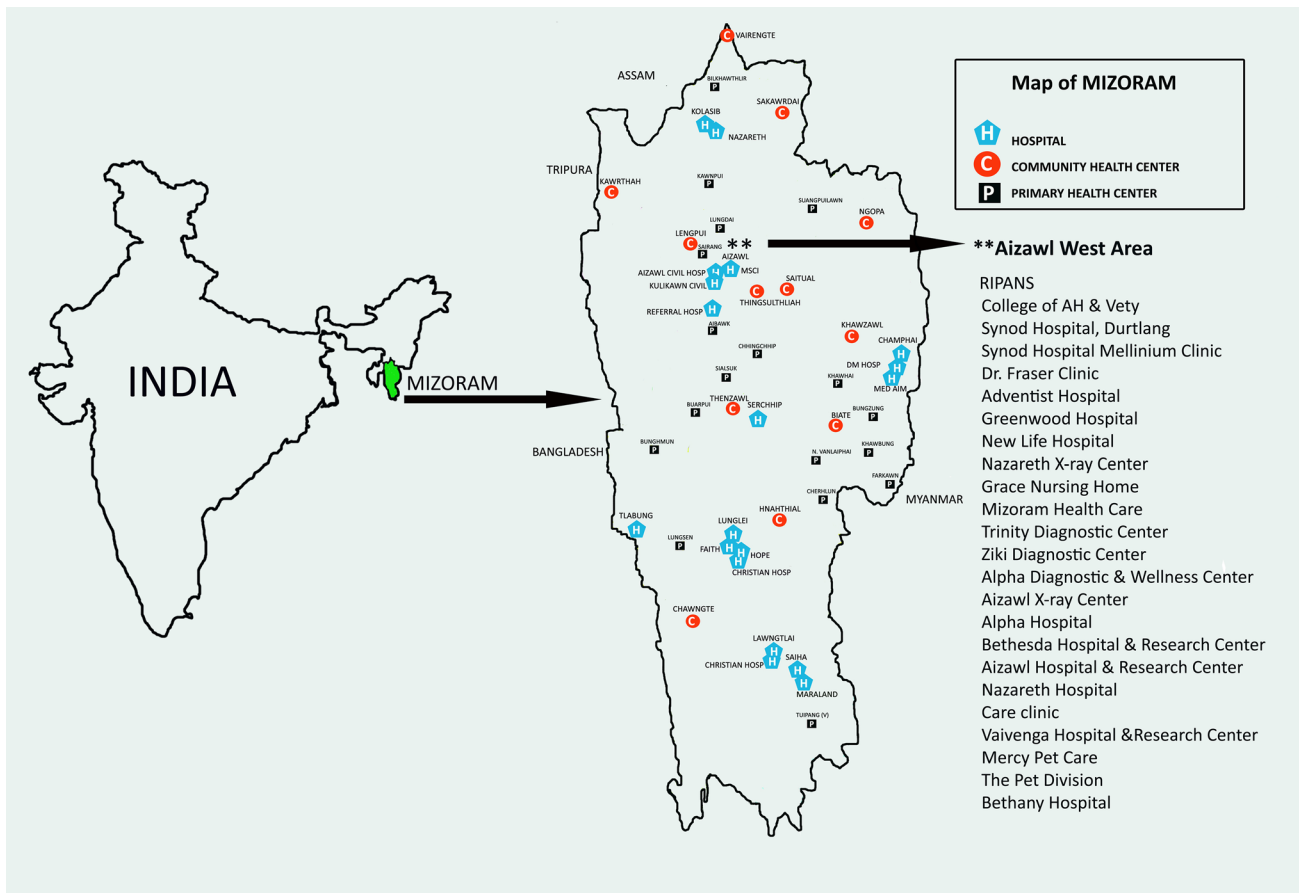 INDIA
MIZORAM
ASSAM
TRIPURA
BANGLADESH
MYANMAR
VAIRENGTE
BILKHAWTHLIR
P
SAKAWRDAI
C
KOLASIB
H
H
NAZARETH
KAWRTHAH
C
KAWNPUI
P
SUANGPUILAWN
P
NGOPA
C
LUNGDAI
P
LENGPUI
C
SAIRANG
P
**
AIZAWL
H
MSCI
AIZAWL CIVIL HOSP
H
KULIKAWN CIVIL
H
SAITUAL
C
C
THINGSULTHLIAH
REFERRAL HOSP
H
AIBAWK
P
KHAWZAWL
C
CHAMPHAI
H
CHHINGCHHIP
P
DM HOSP
H
H
MED AIM
SIALSUK
P
KHAWHAI
P
THENZAWL
C
SERCHHIP
H
BUARPUI
P
BIATE
C
BUNGZUNG
P
BUNGHMUN
P
N. VANLAIPHAI
P
KHAWBUNG
P
FARKAWN
P
CHERHLUN
P
TLABUNG
H
LUNGSEN
P
HNAHTHIAL
C
LUNGLEI
H
FAITH
H
H
HOPE
H
CHRISTIAN HOSP
CHAWNGTE
C
LAWNGTLAI
H
CHRISTIAN HOSP
H
SAIHA
H
H
MARALAND
TUIPANG (V)
P
C
Map of MIZORAM
H HOSPITAL
C COMMUNITY HEALTH CENTER
P PRIMARY HEALTH CENTER
**Aizawl West Area
RIPANS
College of AH & Vety
Synod Hospital, Durtlang
Synod Hospital Mellinium Clinic
Dr. Fraser Clinic
Adventist Hospital
Greenwood Hospital
New Life Hospital
Nazareth X-ray Center
Grace Nursing Home
Mizoram Health Care
Trinity Diagnostic Center
Ziki Diagnostic Center
Alpha Diagnostic & Wellness Center
Aizawl X-ray Center
Alpha Hospital
Bethesda Hospital & Research Center
Aizawl Hospital & Research Center
Nazareth Hospital
Care clinic
Vaivenga Hospital &Research Center
Mercy Pet Care
The Pet Division
Bethany Hospital